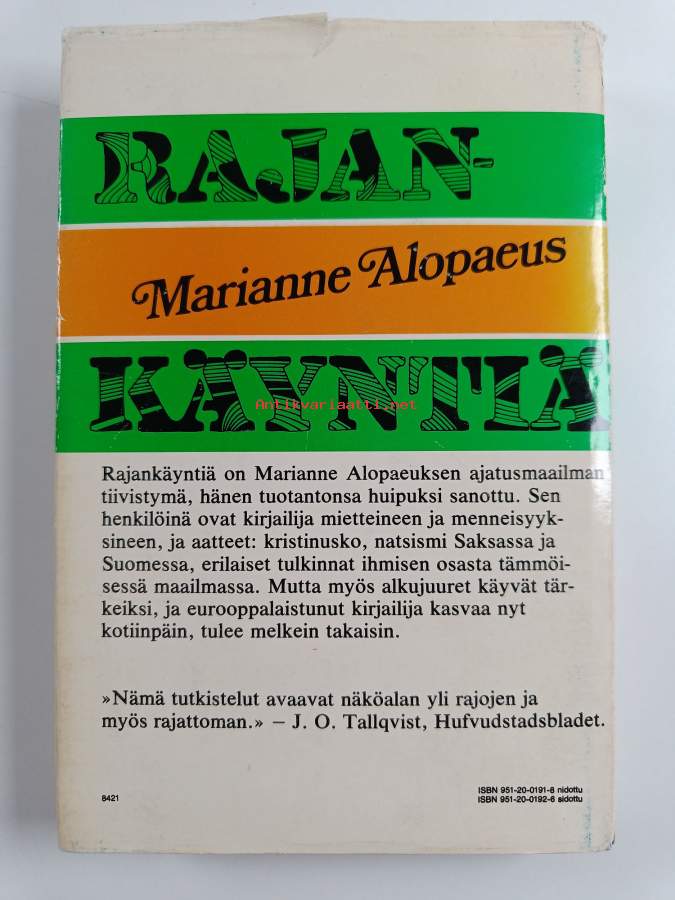 RAJAN-
Marianne Alopaeus
KÄYNTIÄ
Antikvariaatti.net
Rajankäyntiä on Marianne Alopaeuksen ajatusmaailman
tiivistymä, hänen tuotantonsa huipuksi sanottu. Sen
henkilöinä ovat kirjailija mietteineen ja menneisyyk-
sineen, ja aatteet: kristinusko, natsismi Saksassa ja
Suomessa, erilaiset tulkinnat ihmisen osasta tämmöi-
sessä maailmassa. Mutta myös alkujuuret käyvät tär-
keiksi, ja eurooppalaistunut kirjailija kasvaa nyt
kotiinpäin, tulee melkein takaisin.
»Nämä tutkistelut avaavat näköalan yli rajojen ja
myös rajattoman.» – J. O. Tallqvist, Hufvudstadsbladet.
8421
ISBN 951-20-0191-8 nidottu
ISBN 951-20-0192-6 sidottu